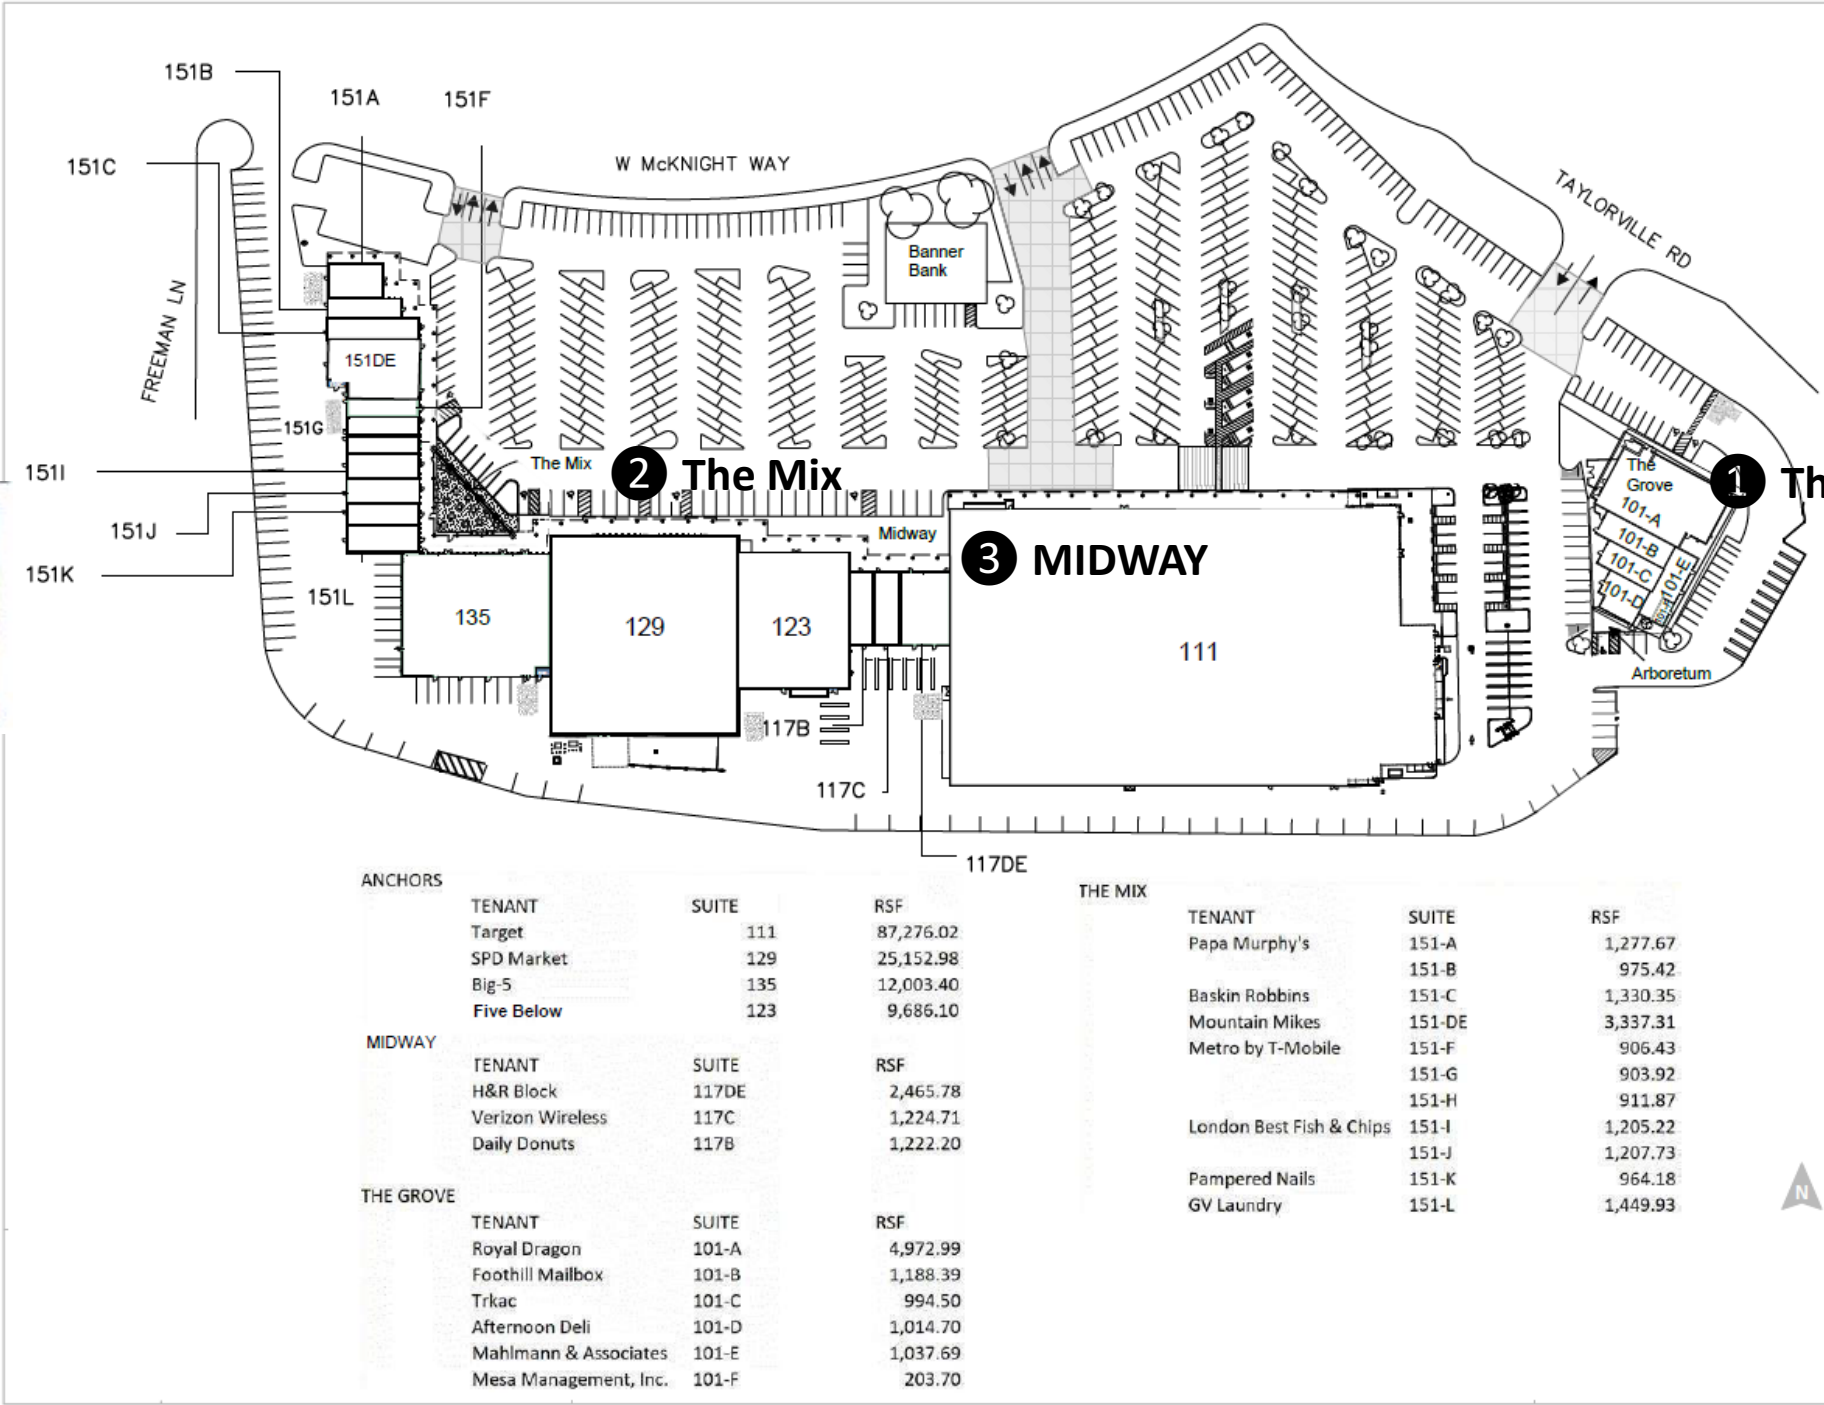 151B
151A
151F
151C
W McKNIGHT WAY
TAYLORVILLE RD
Banner
Bank
FREEMAN LN
151DE
151G
The Mix
❷ The Mix
151I
The
Grove
❶ Th
101-A
151J
Midway
101-B
❸ MIDWAY
101-C
101-E
151K
101-D
151L
135
129
123
111
Arboretum
117B
117C
117DE
ANCHORS
TENANT SUITE RSF
Target 111 87,276.02
SPD Market 129 25,152.98
Big-5 135 12,003.40
Five Below 123 9,686.10
MIDWAY
TENANT SUITE RSF
H&R Block 117DE 2,465.78
Verizon Wireless 117C 1,224.71
Daily Donuts 117B 1,222.20
THE GROVE
TENANT SUITE RSF
Royal Dragon 101-A 4,972.99
Foothill Mailbox 101-B 1,188.39
Trkac 101-C 994.50
Afternoon Deli 101-D 1,014.70
Mahlmann & Associates 101-E 1,037.69
Mesa Management, Inc. 101-F 203.70
THE MIX
TENANT SUITE RSF
Papa Murphy's 151-A 1,277.67
151-B 975.42
Baskin Robbins 151-C 1,330.35
Mountain Mikes 151-DE 3,337.31
Metro by T-Mobile 151-F 906.43
151-G 903.92
151-H 911.87
London Best Fish & Chips 151-I 1,205.22
151-J 1,207.73
Pampered Nails 151-K 964.18
GV Laundry 151-L 1,449.93
N